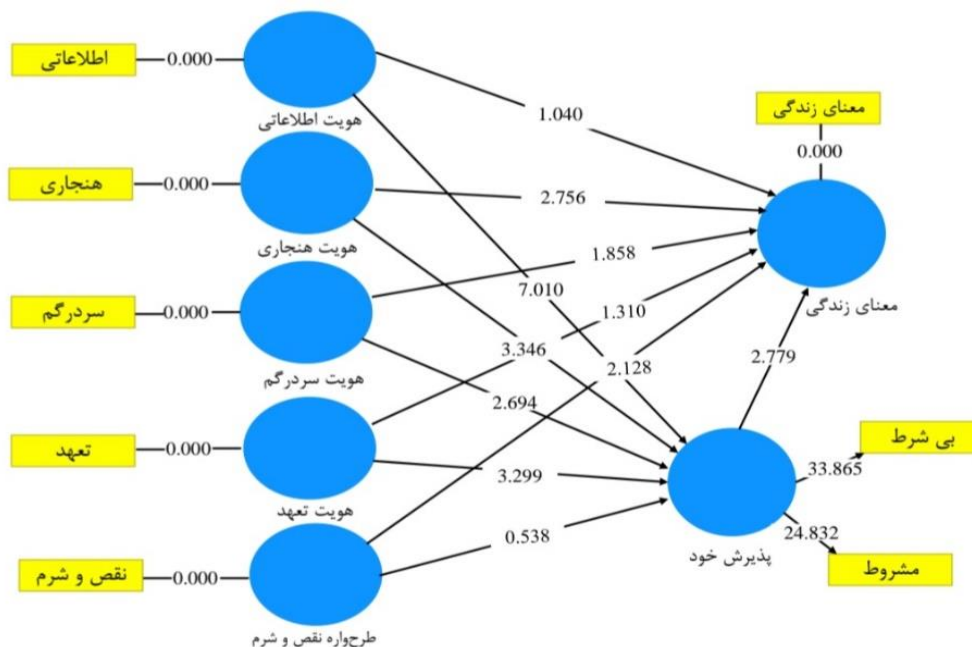 اطلاعاتی
0.000
هویت اطلاعاتی
1.040
معنای زندگی
0.000
هنجاری
0.000
2.756
هویت هنجاری
1.858
معنای زندگی
7.010
1.310
سردرگم
0.000
3.346
2.128
2.779
هویت سردرگم
2.694
بی شرط
33.865
تعهد
0.000
3.299
هویت تعهد
24.832
0.538
پذیرش خود
مشروط
نقص و شرم
0.000
طرح‌واره نقص و شرم